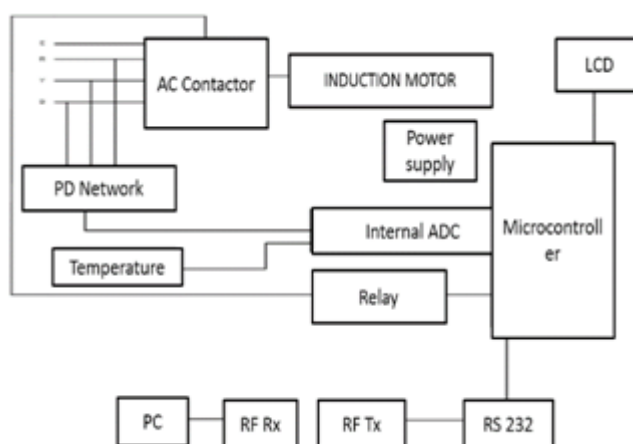 AC Contactor
INDUCTION MOTOR
LCD
Power
supply
PD Network
Internal ADC
Microcontroll
er
Temperature
Relay
PC
RF Rx
RF Tx
RS 232